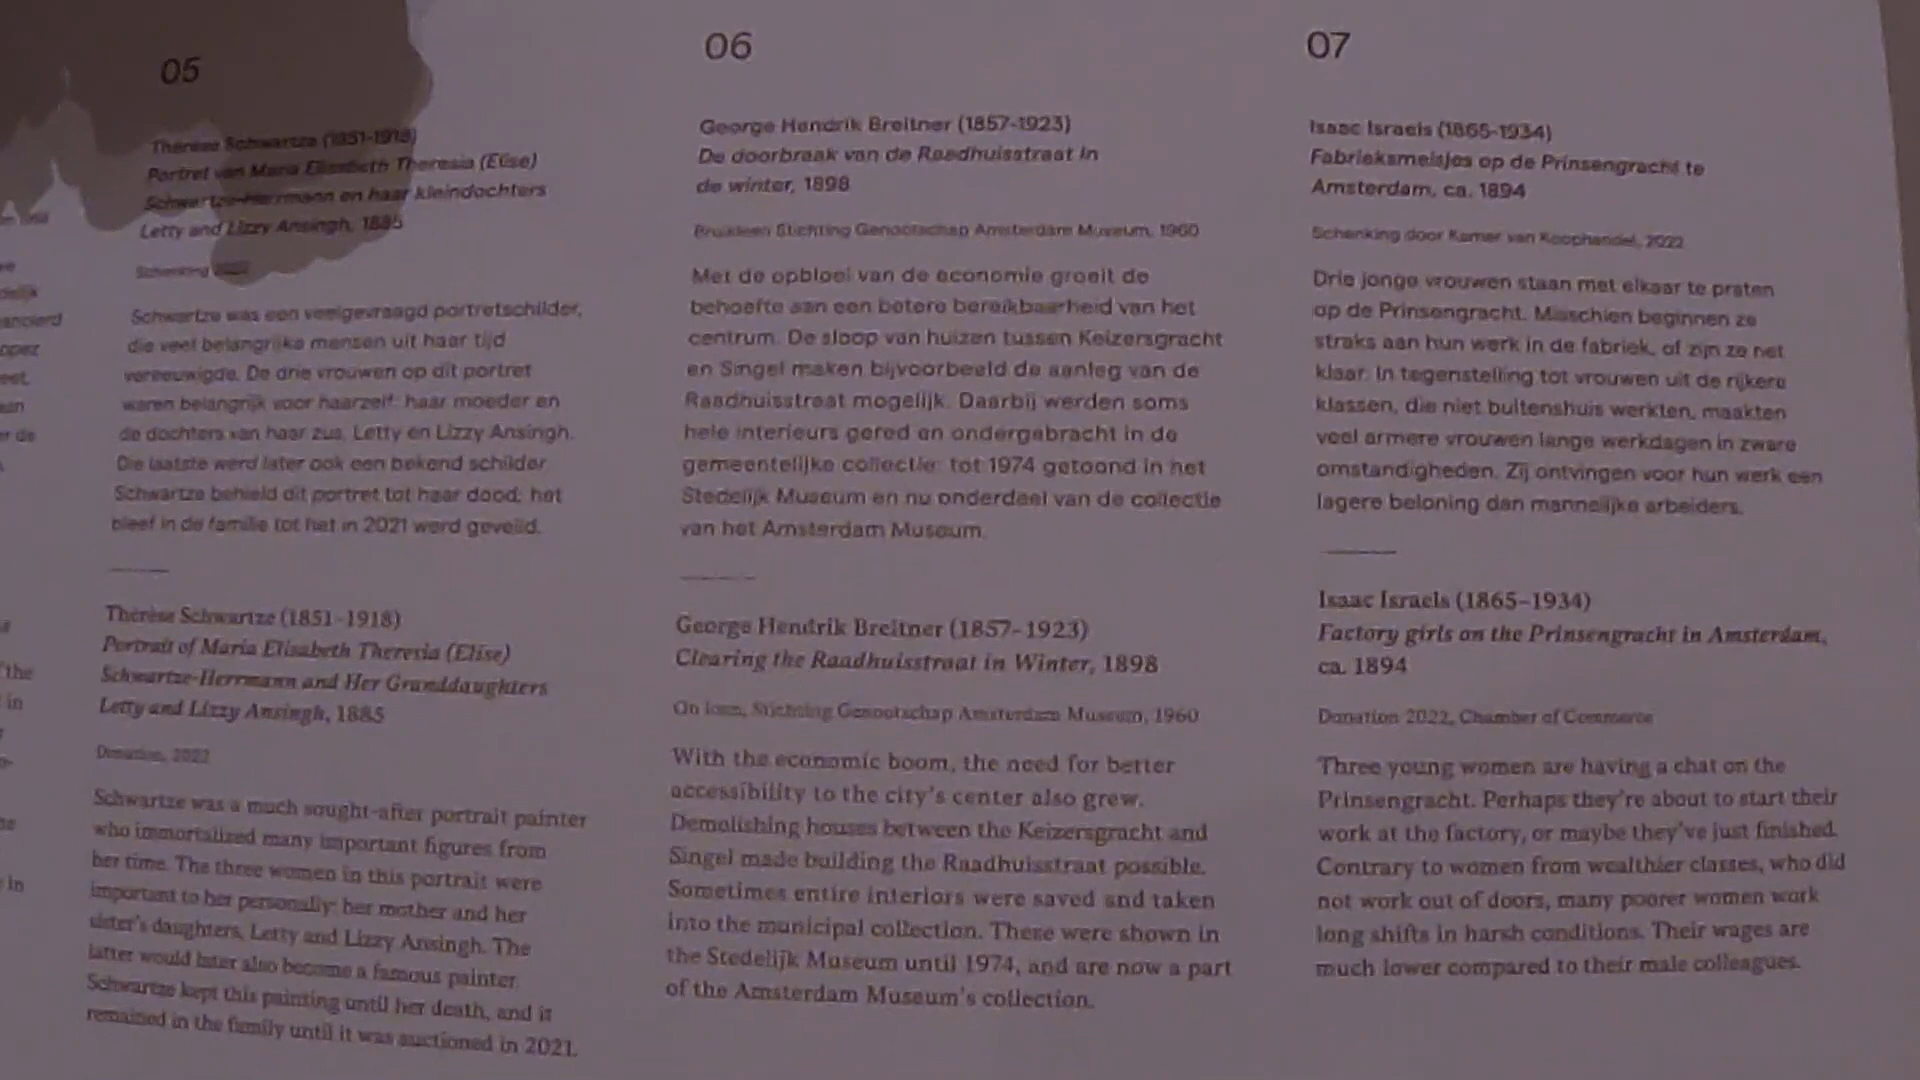 05
Thérèse Schwartze (1851-1918)
Portret van Maria Elisabeth Theresia (Elise)
Schwartze-Herrmann en haar kleindochters
Letty and Lizzy Ansingh, 1885
Schenking 2022
Schwartze was een veelgevraagd portretschilder,
die veel belangrijke mensen uit haar tijd
vereeuwigde. De drie vrouwen op dit portret
waren belangrijk voor haarzelf: haar moeder en
de dochters van haar zus, Letty en Lizzy Ansingh.
Die laatste werd later ook een bekend schilder.
Schwartze behield dit portret tot haar dood; het
bleef in de familie tot het in 2021 werd geveild.
Thérèse Schwartze (1851-1918)
Portrait of Maria Elisabeth Theresia (Elise)
Schwartze-Herrmann and Her Granddaughters
Letty and Lizzy Ansingh, 1885
Donation, 2022
Schwartze was a much sought-after portrait painter
who immortalized many important figures from
her time. The three women in this portrait were
important to her personally: her mother and her
sister's daughters, Letty and Lizzy Ansingh. The
latter would later also become a famous painter.
Schwartze kept this painting until her death, and it
remained in the family until it was auctioned in 2021.
06
George Hendrik Breitner (1857-1923)
De doorbraak van de Raadhuisstraat in
de winter, 1898
Bruikleen Stichting Genootschap Amsterdam Museum, 1960
Met de opbloei van de economie groeit de
behoefte aan een betere bereikbaarheid van het
centrum. De sloop van huizen tussen Keizersgracht
en Singel maken bijvoorbeeld de aanleg van de
Raadhuisstraat mogelijk. Daarbij werden soms
hele interieurs gered en ondergebracht in de
gemeentelijke collectie: tot 1974 getoond in het
Stedelijk Museum en nu onderdeel van de collectie
van het Amsterdam Museum.
George Hendrik Breitner (1857-1923)
Clearing the Raadhuisstraat in Winter, 1898
On loan, Stichting Genootschap Amsterdam Museum, 1960
With the economic boom, the need for better
accessibility to the city's center also grew.
Demolishing houses between the Keizersgracht and
Singel made building the Raadhuisstraat possible.
Sometimes entire interiors were saved and taken
into the municipal collection. These were shown in
the Stedelijk Museum until 1974, and are now a part
of the Amsterdam Museum's collection.
07
Isaac Israels (1865-1934)
Fabrieksmeisjes op de Prinsengracht te
Amsterdam, ca. 1894
Schenking door Kamer van Koophandel, 2022
Drie jonge vrouwen staan met elkaar te praten
op de Prinsengracht. Misschien beginnen ze
straks aan hun werk in de fabriek, of zijn ze net
klaar. In tegenstelling tot vrouwen uit de rijkere
klassen, die niet buitenshuis werkten, maakten
veel armere vrouwen lange werkdagen in zware
omstandigheden. Zij ontvingen voor hun werk een
lagere beloning dan mannelijke arbeiders.
Isaac Israels (1865-1934)
Factory girls on the Prinsengracht in Amsterdam,
ca. 1894
Donation 2022, Chamber of Commerce
Three young women are having a chat on the
Prinsengracht. Perhaps they're about to start their
work at the factory, or maybe they've just finished.
Contrary to women from wealthier classes, who did
not work out of doors, many poorer women work
long shifts in harsh conditions. Their wages are
much lower compared to their male colleagues.